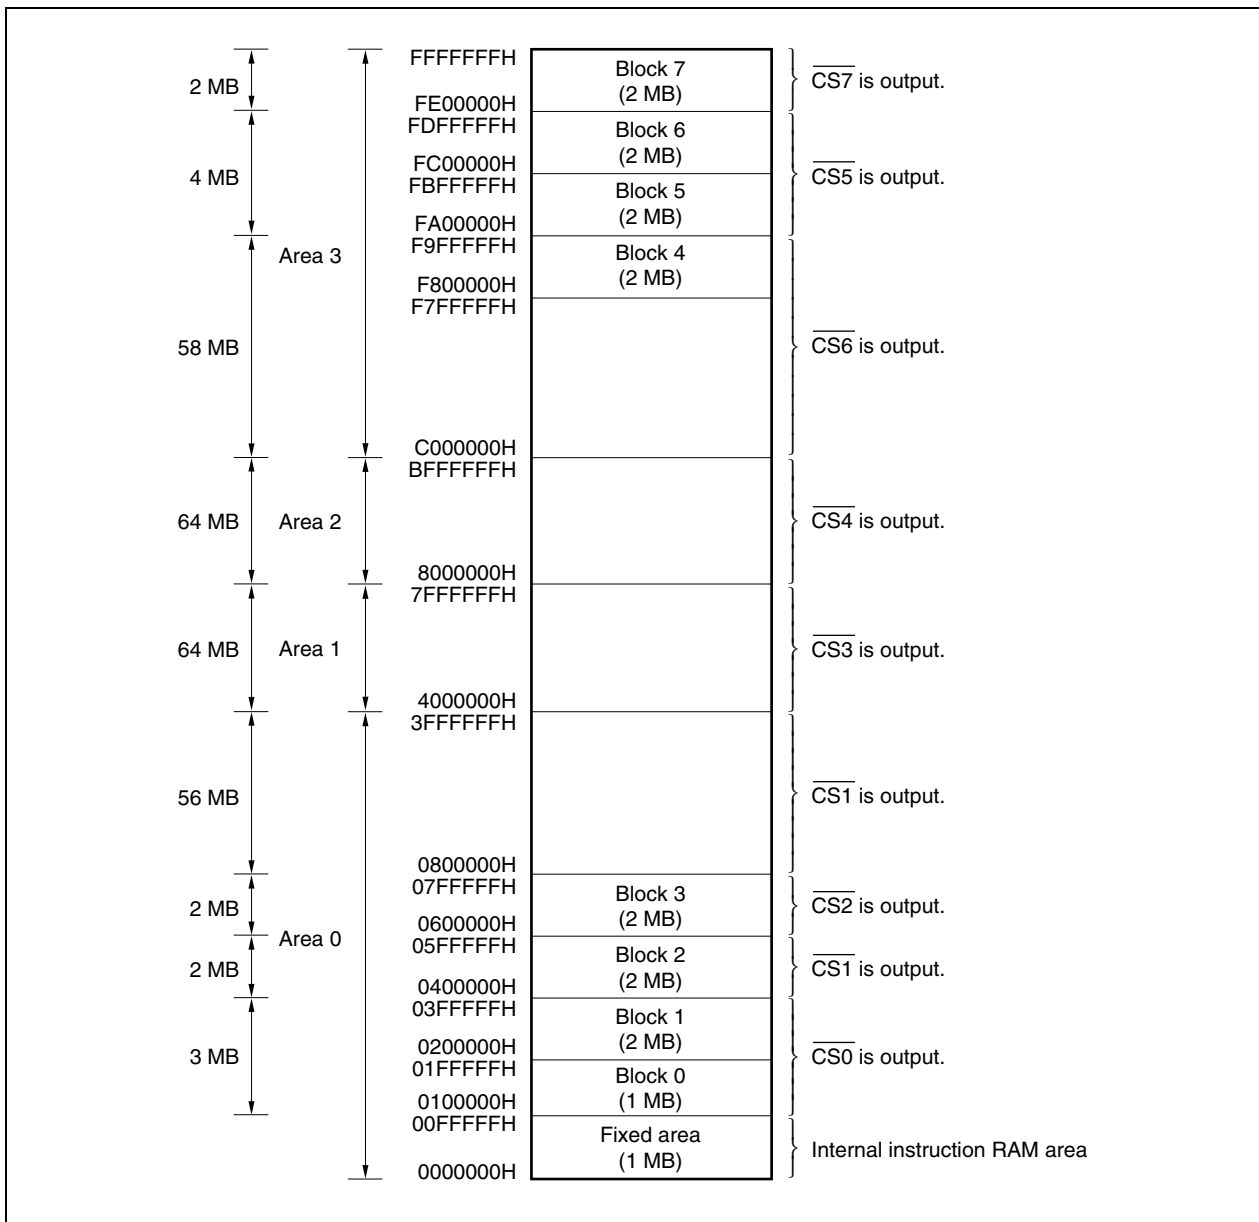 FFFFFFFH
2 MB
Block 7
(2 MB)
CS7 is output.
FE00000H
FDFFFFFH
4 MB
Block 6
(2 MB)
CS5 is output.
FC00000H
FBFFFFFH
Block 5
(2 MB)
FA00000H
F9FFFFFH
Area 3
Block 4
(2 MB)
F800000H
F7FFFFFH
58 MB
CS6 is output.
C000000H
BFFFFFFH
64 MB
Area 2
CS4 is output.
8000000H
7FFFFFFH
64 MB
Area 1
CS3 is output.
4000000H
3FFFFFFH
56 MB
CS1 is output.
0800000H
07FFFFFH
2 MB
Block 3
(2 MB)
CS2 is output.
0600000H
05FFFFFH
Area 0
2 MB
Block 2
(2 MB)
CS1 is output.
0400000H
03FFFFFH
3 MB
Block 1
(2 MB)
CS0 is output.
0200000H
01FFFFFH
Block 0
(1 MB)
0100000H
00FFFFFH
Fixed area
(1 MB)
Internal instruction RAM area
0000000H